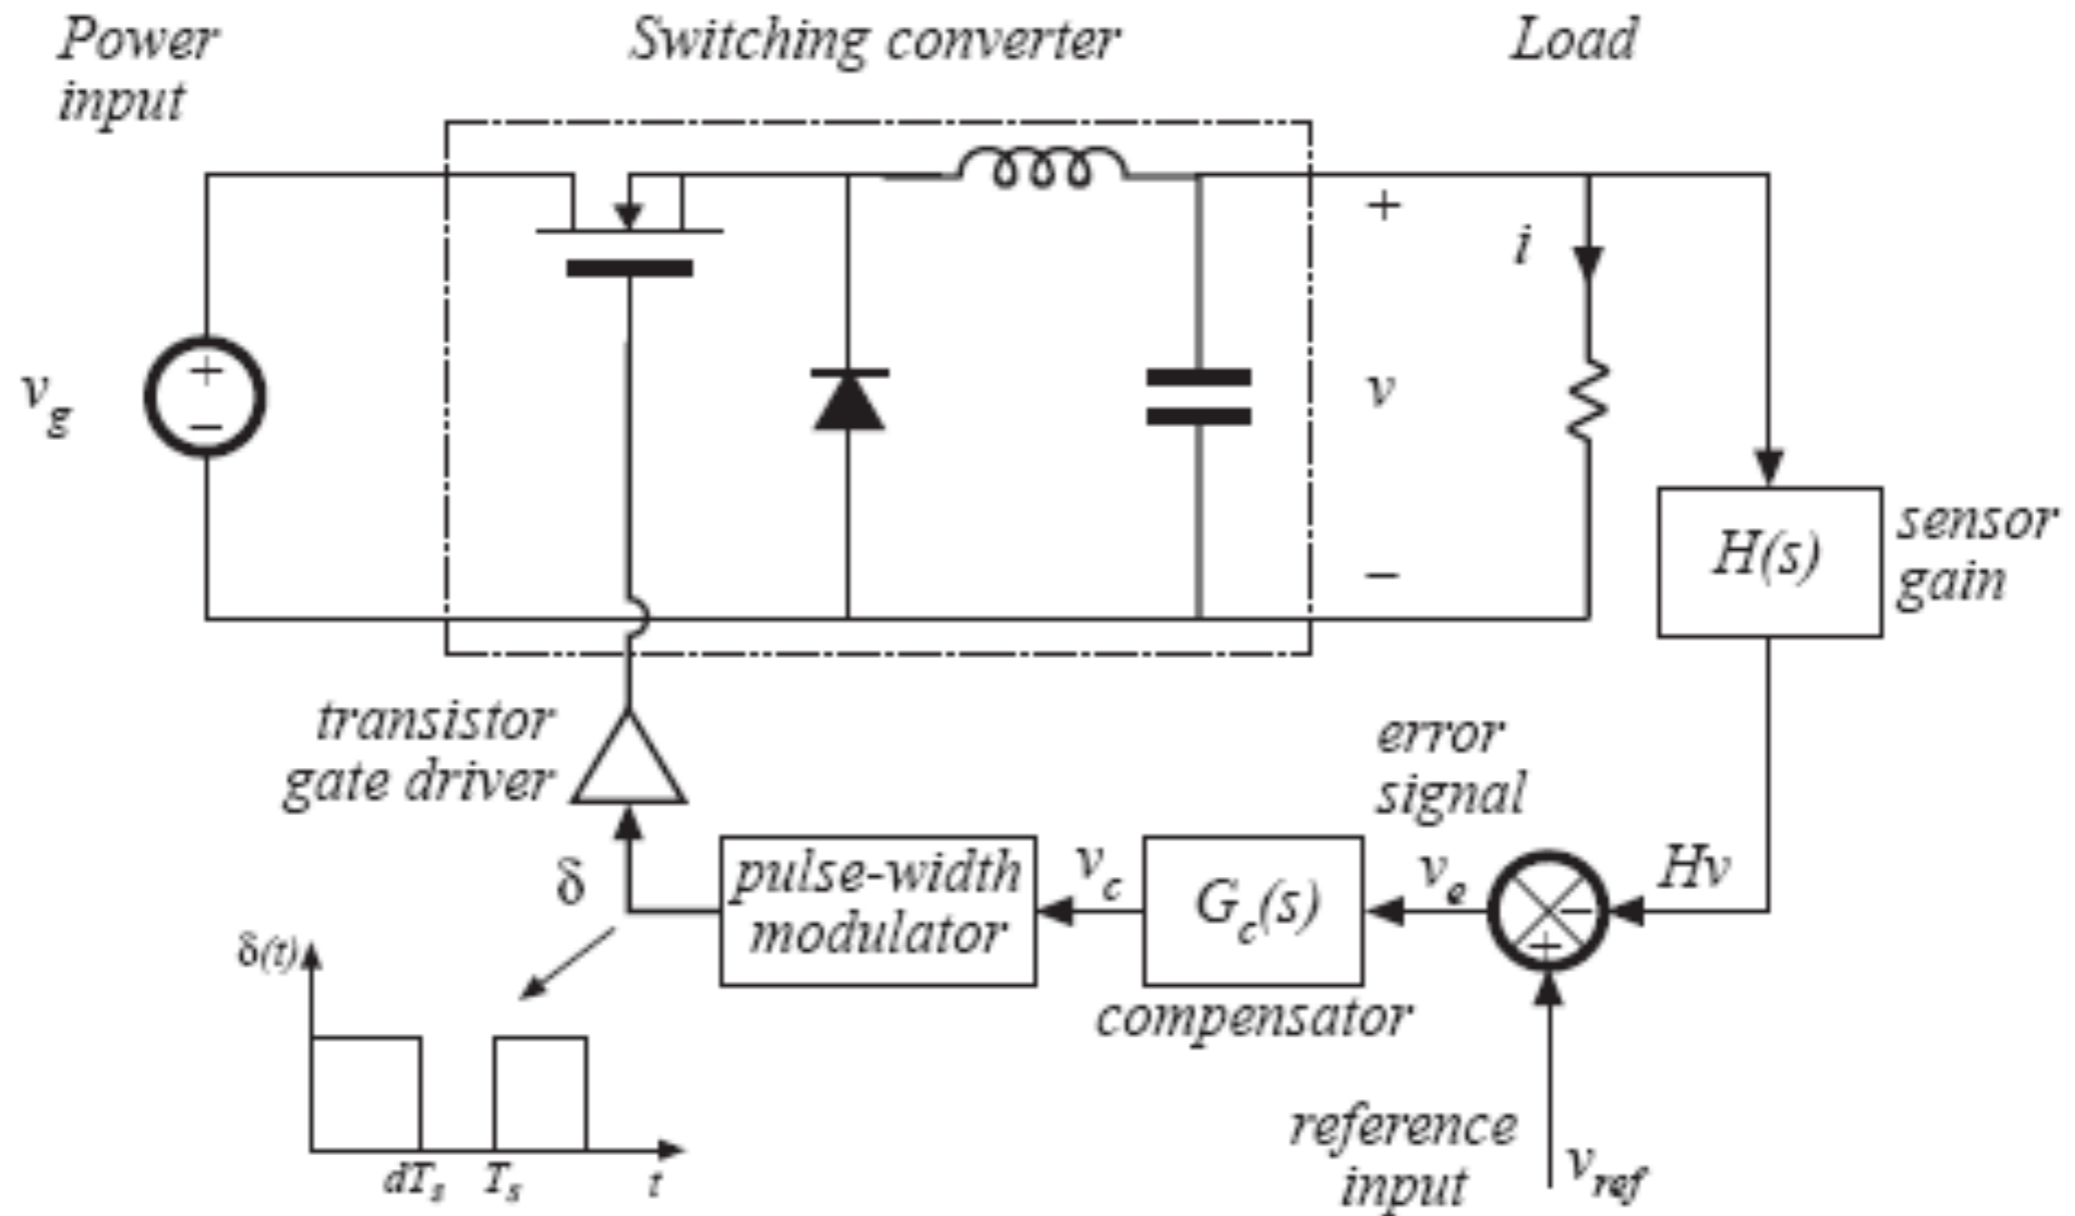 Power
input
Switching converter
Load
+
i
v
g
+
−
v
−
H(s)
sensor
gain
transistor
gate driver
error
signal
δ
pulse-width
modulator
v_c
G_c(s)
v_e
−
+
Hv
compensator
δ(t)
dT_s
T_s
t
reference
input
v_ref